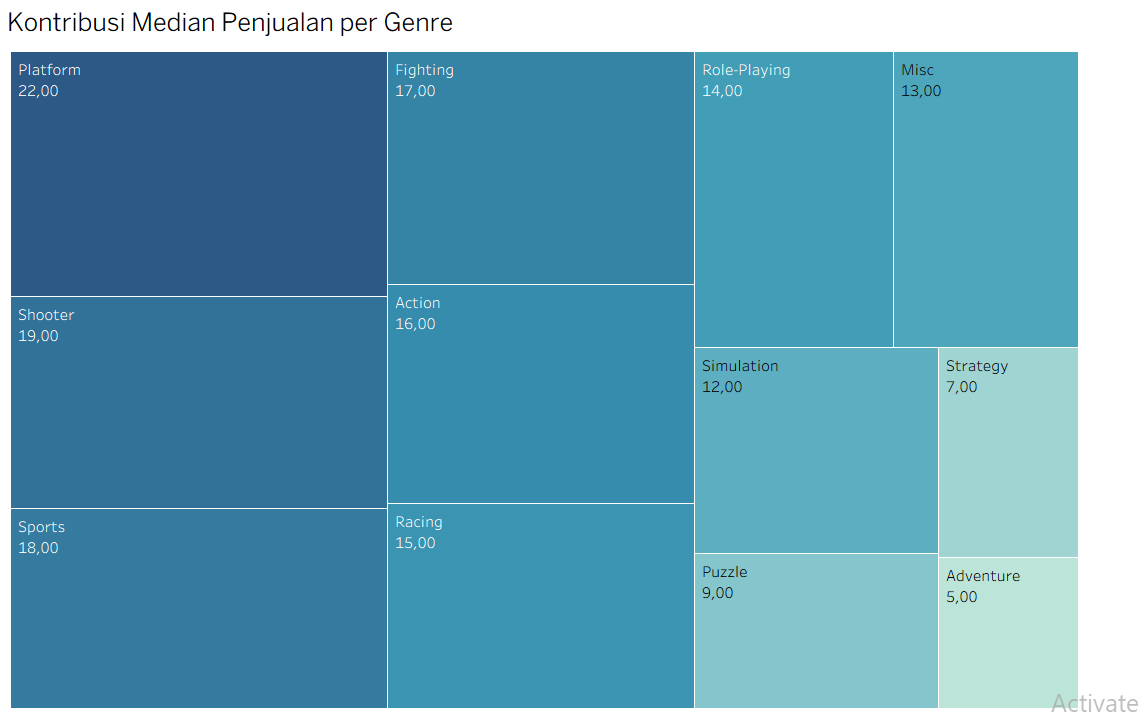 Kontribusi Median Penjualan per Genre
Platform
22,00
Shooter
19,00
Sports
18,00
Fighting
17,00
Action
16,00
Racing
15,00
Role-Playing
14,00
Misc
13,00
Simulation
12,00
Puzzle
9,00
Strategy
7,00
Adventure
5,00
Activate